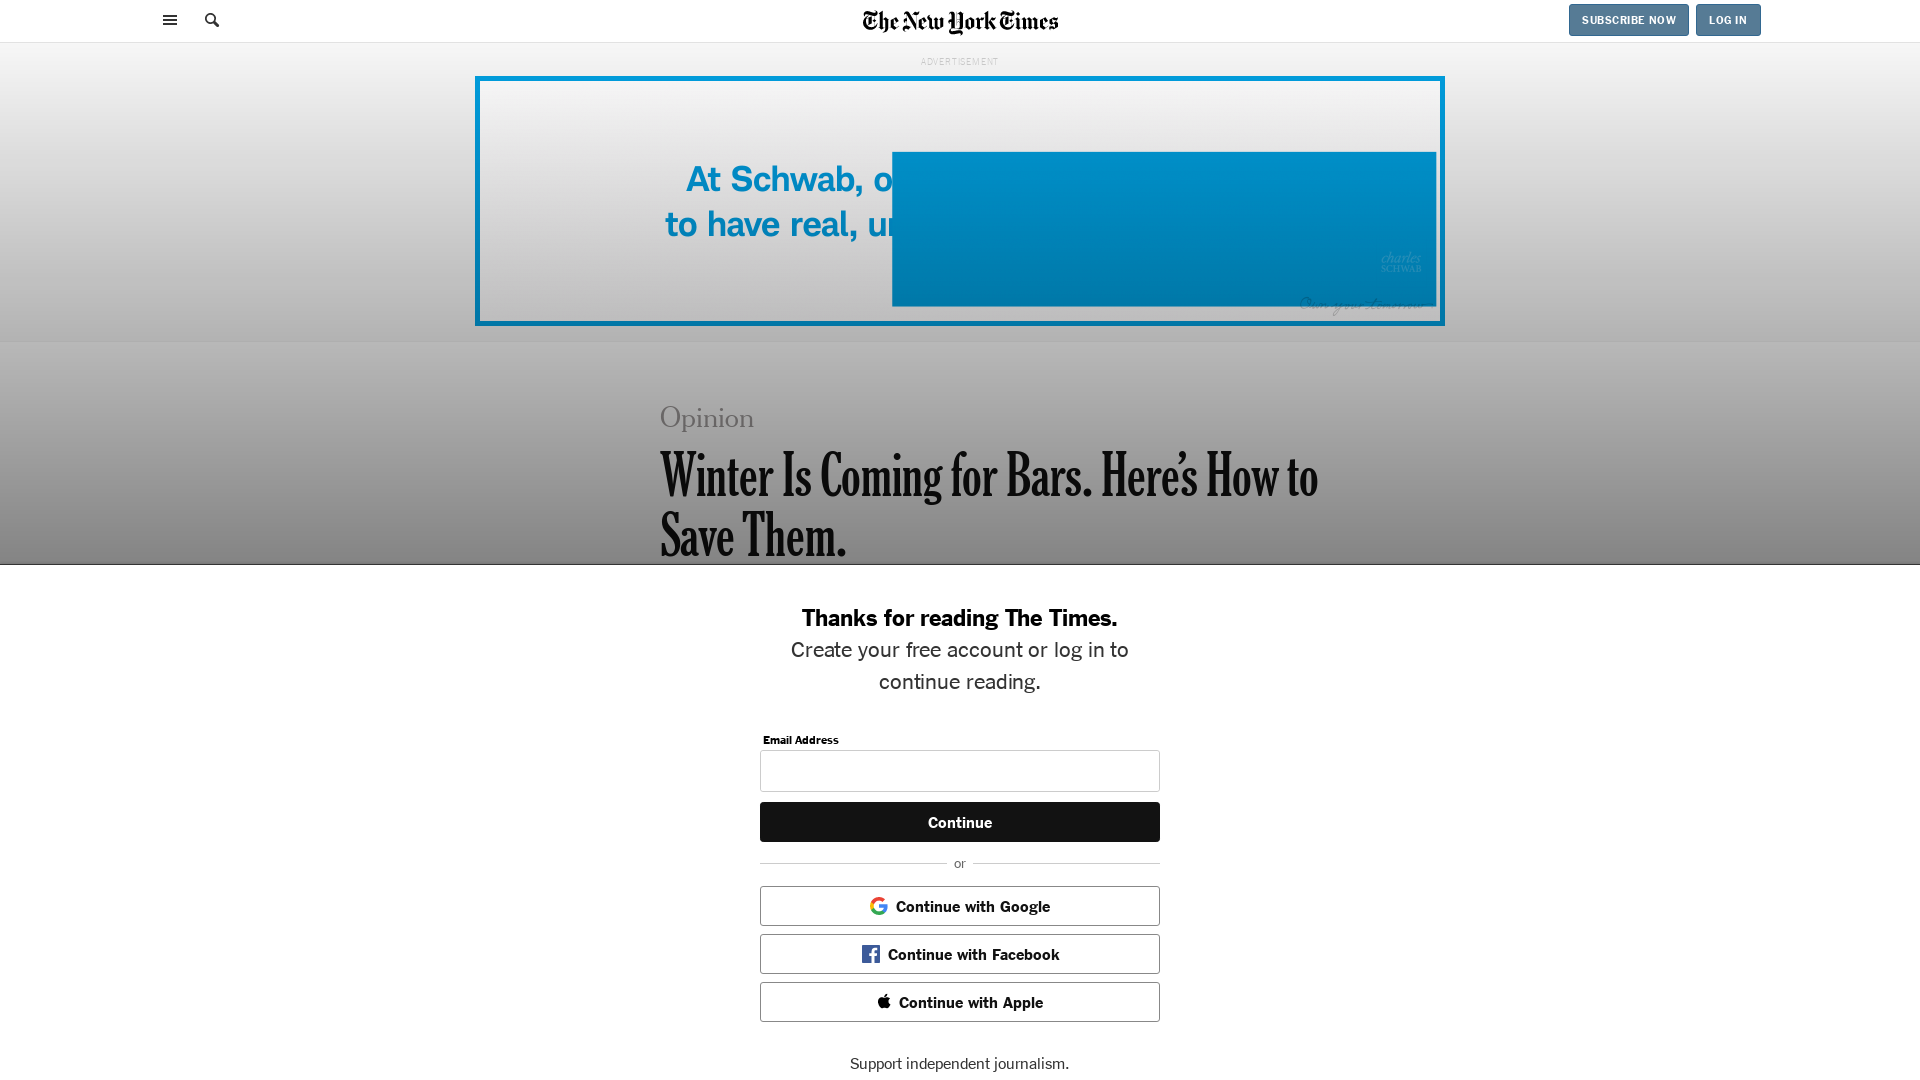 The New York Times
SUBSCRIBE NOW
LOG IN
ADVERTISEMENT
At Schwab, o
to have real, u
charles
SCHWAB
Own your tomorrow
Opinion
Winter Is Coming for Bars. Here’s How to
Save Them.
Thanks for reading The Times.
Create your free account or log in to
continue reading.
Email Address
Continue
or
Continue with Google
Continue with Facebook
Continue with Apple
Support independent journalism.